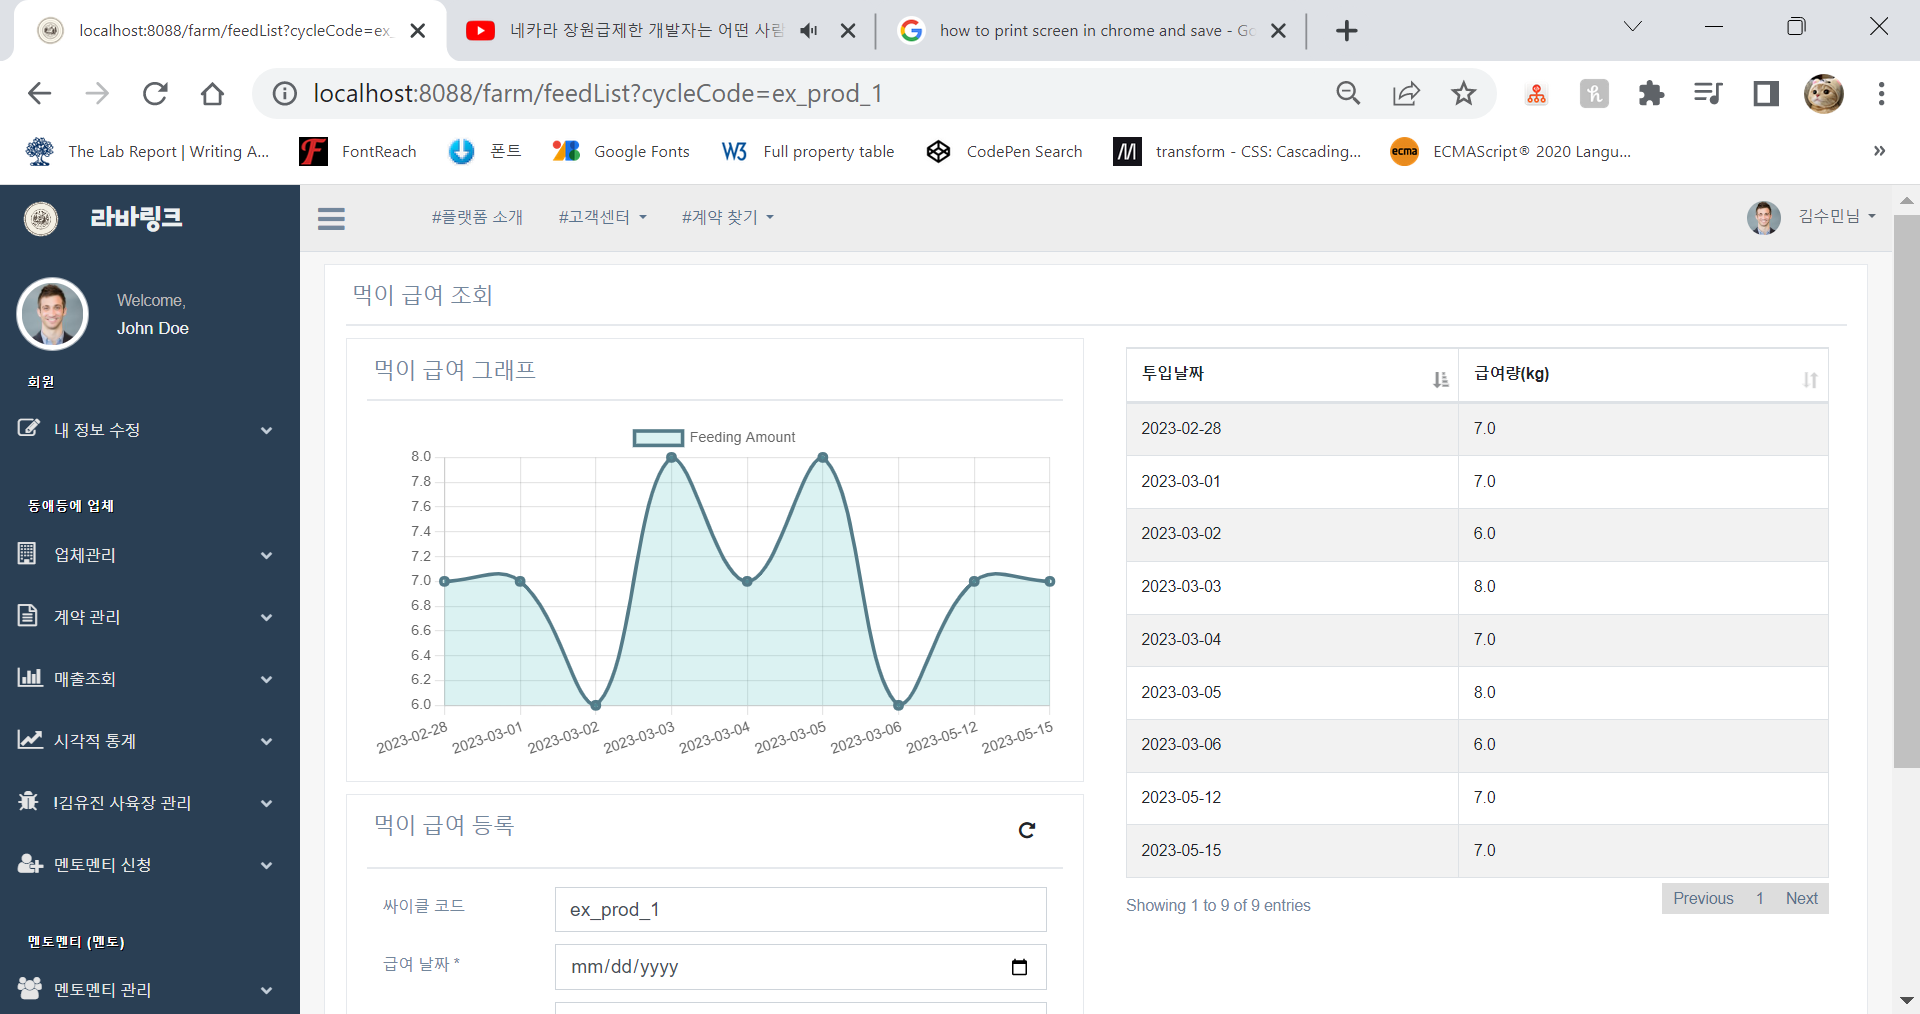 localhost:8088/farm/feedList?cycleCode=ex_
네카라 장원급제한 개발자는 어떤 사람
how to print screen in chrome and save - Go
localhost:8088/farm/feedList?cycleCode=ex_prod_1
The Lab Report | Writing A...
FontReach
폰트
Google Fonts
W3 Full property table
CodePen Search
transform - CSS: Cascading...
ecma ECMAScript® 2020 Langu...
»
라바링크
#플랫폼 소개
#고객센터
#계약 찾기
김수민님
Welcome,
John Doe
회원
내 정보 수정
동애등에 업체
업체관리
계약 관리
매출조회
시각적 통계
!김유진 사육장 관리
멘토멘티 신청
멘토멘티 (멘토)
멘토멘티 관리
먹이 급여 조회
먹이 급여 그래프
Feeding Amount
8.0
7.8
7.6
7.4
7.2
7.0
6.8
6.6
6.4
6.2
6.0
2023-02-28
2023-03-01
2023-03-02
2023-03-03
2023-03-04
2023-03-05
2023-03-06
2023-05-12
2023-05-15
먹이 급여 등록
싸이클 코드
ex_prod_1
급여 날짜 *
mm/dd/yyyy
투입날짜 급여량(kg)
2023-02-28 7.0
2023-03-01 7.0
2023-03-02 6.0
2023-03-03 8.0
2023-03-04 7.0
2023-03-05 8.0
2023-03-06 6.0
2023-05-12 7.0
2023-05-15 7.0
Showing 1 to 9 of 9 entries
Previous 1 Next